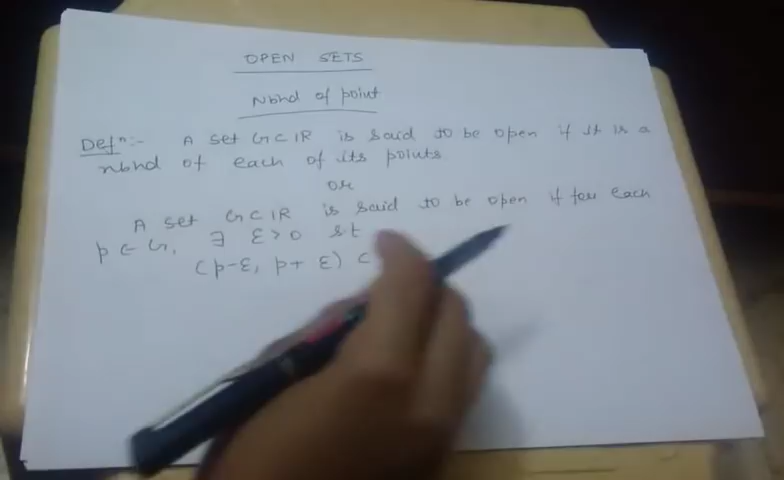 OPEN SETS
Nbhd of point
Defⁿ:- A set G ⊂ IR is said to be open if it is a
nbhd of each of its points
or
A set G ⊂ IR is said to be open if for each
p ∈ G, ∃ ε > 0 s.t
(p-ε, p+ ε) ⊂